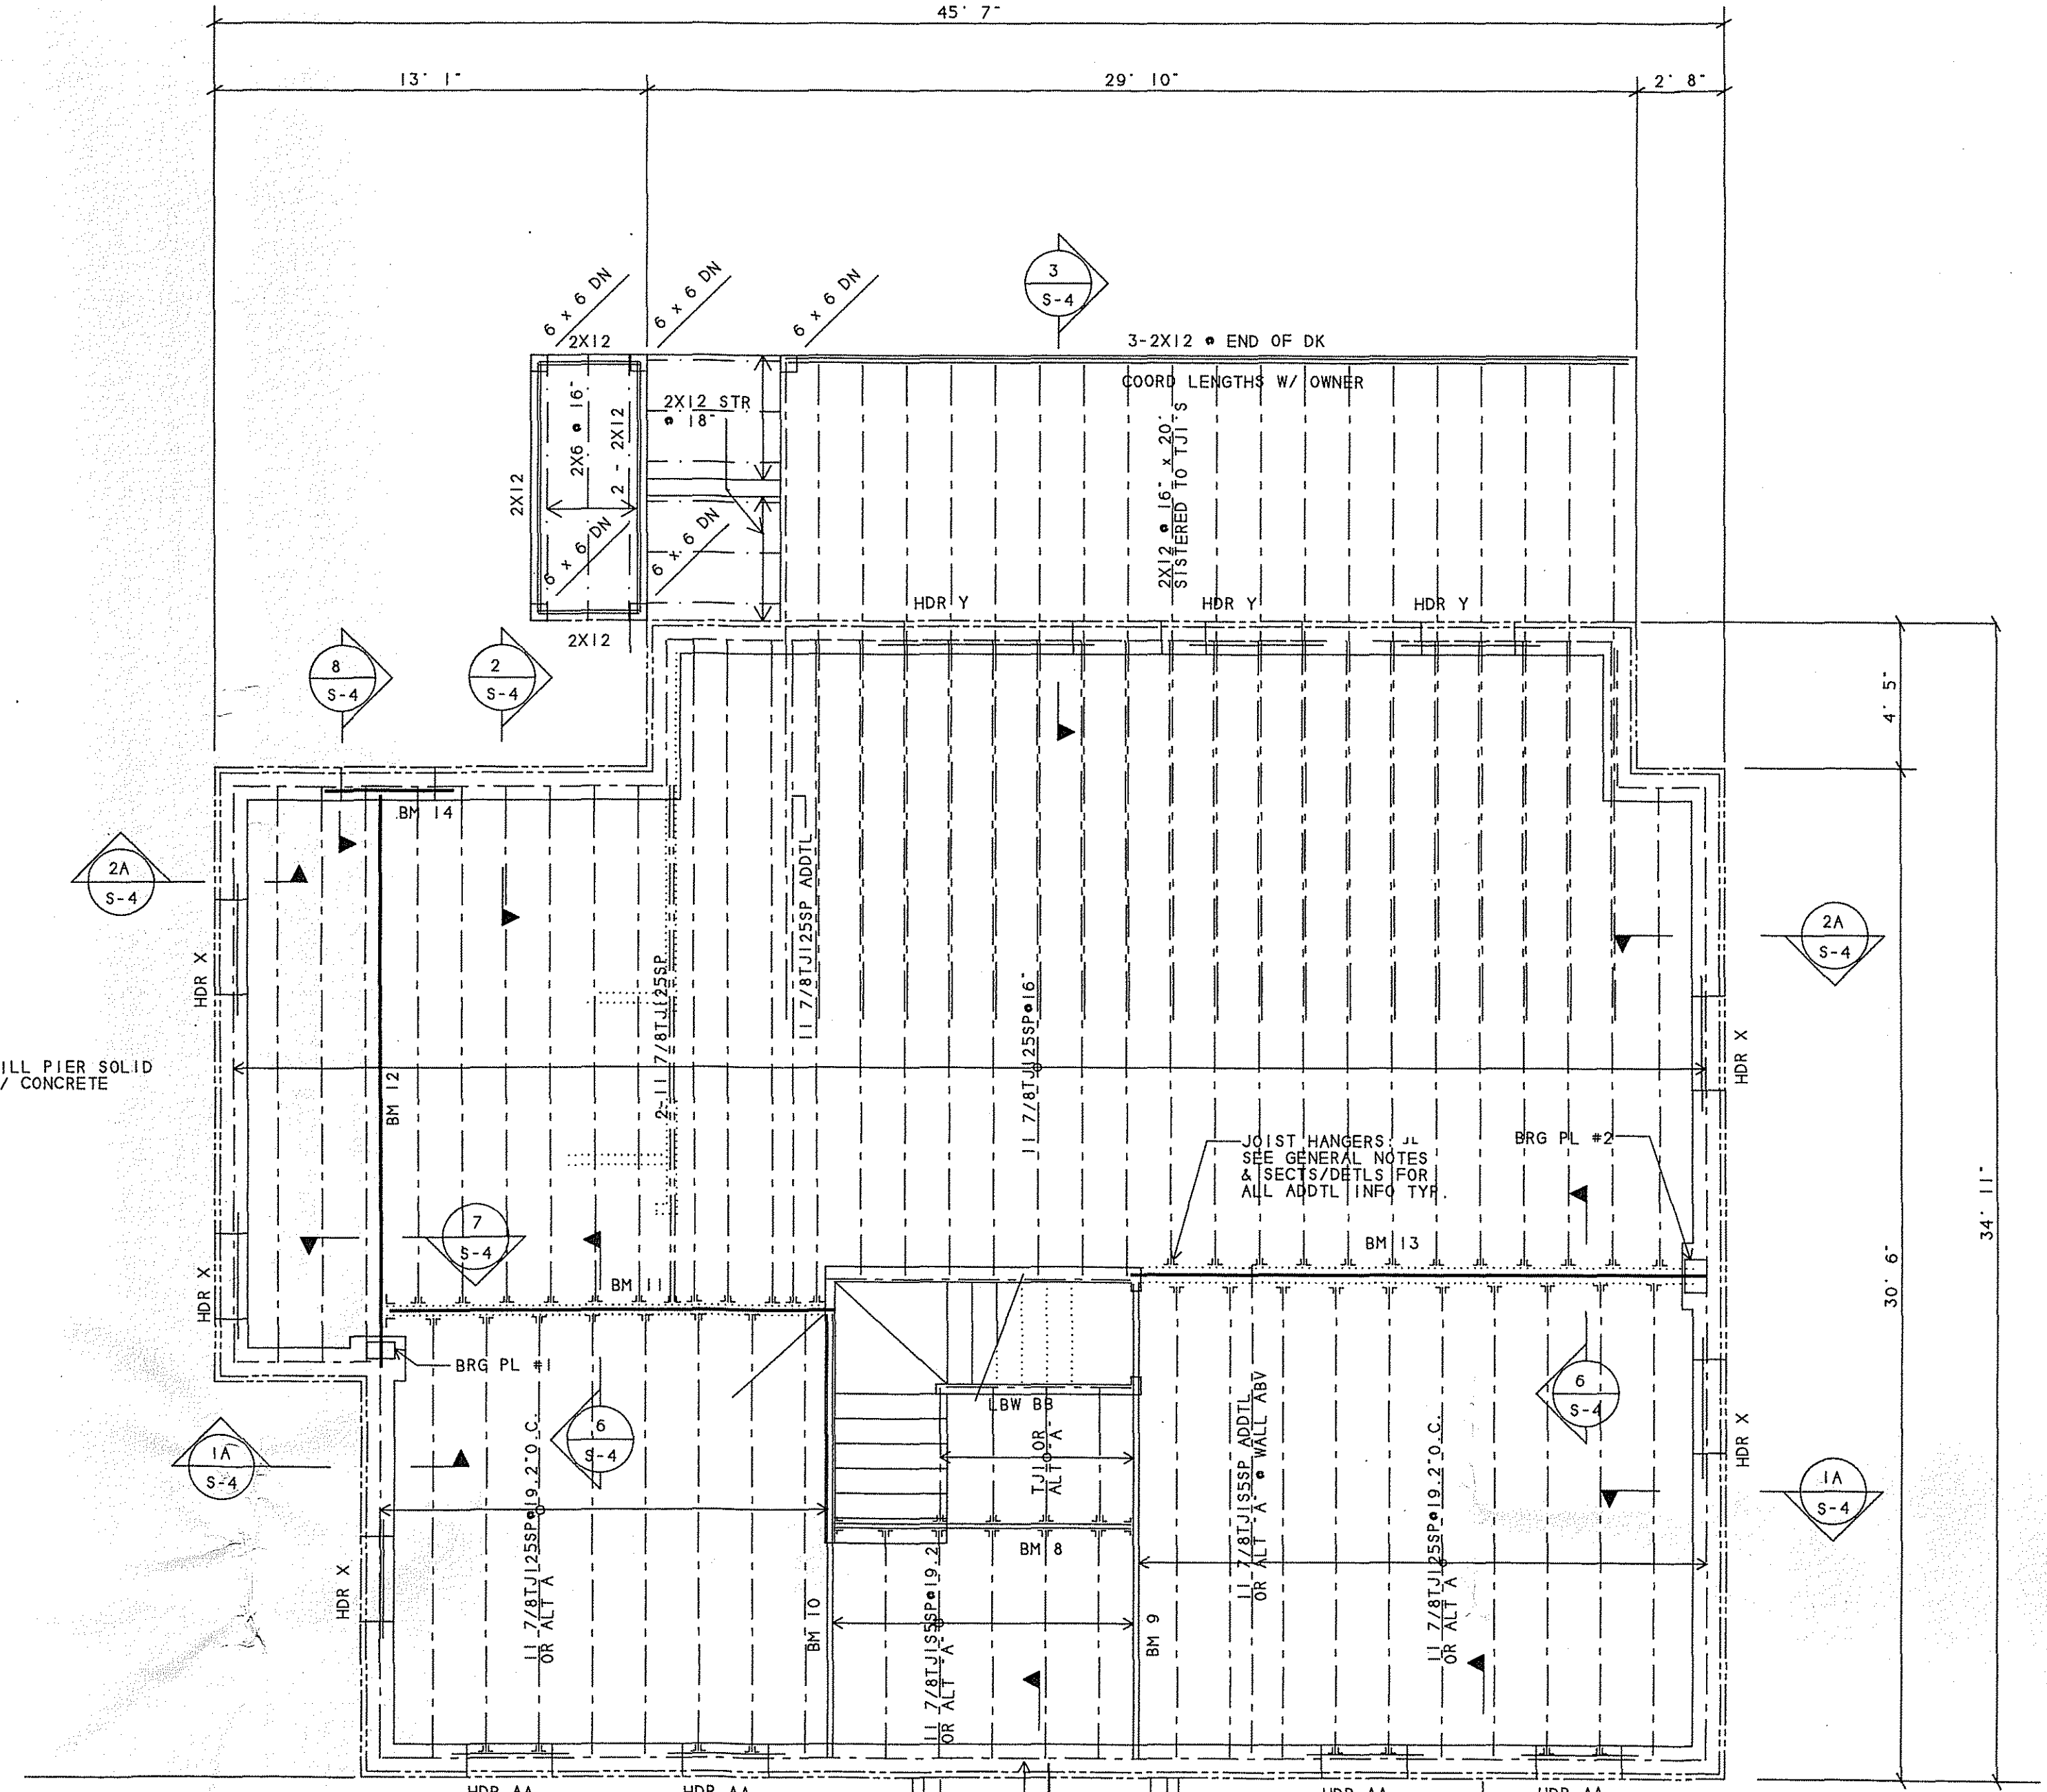 45' 7"
13' 1"
29' 10"
2' 8"
3
S-4
6 x 6 DN
6 x 6 DN
6 x 6 DN
2X12
3-2X12 @ END OF DK
COORD LENGTHS W/ OWNER
2X12 STR
@ 18"
2X6 @ 16"
2 - 2X12
2X12
2X12 @ 16" x 20'
SISTERED TO TJI'S
6 x 6 DN
6 x 6 DN
2X12
HDR Y
HDR Y
HDR Y
8
S-4
2
S-4
4' 5"
BM 14
2A
S-4
2A
S-4
11 7/8TJI25SP ADDTL
HDR X
2-11 7/8TJI25SP
11 7/8TJI25SP@16"
HDR X
ILL PIER SOLID
/ CONCRETE
BM 12
JOIST HANGERS: JL
SEE GENERAL NOTES
& SECTS/DETLS FOR
ALL ADDTL INFO TYP.
BRG PL #2
34' 11"
7
S-4
BM 13
HDR X
BM 11
30' 6"
BRG PL #1
6
S-4
LBW BB
6
S-4
1A
S-4
TJI OR
ALT "A"
11 7/8TJI25SP@19.2"O.C.
OR ALT A
11 7/8TJI55SP ADDTL
OR ALT "A" @ WALL ABV
11 7/8TJI25SP@19.2"O.C.
OR ALT A
HDR X
1A
S-4
BM 8
HDR X
BM 10
11 7/8TJI55SP@19.2
OR ALT "A"
BM 9
HDR AA
HDR AA
HDR AA
HDR AA